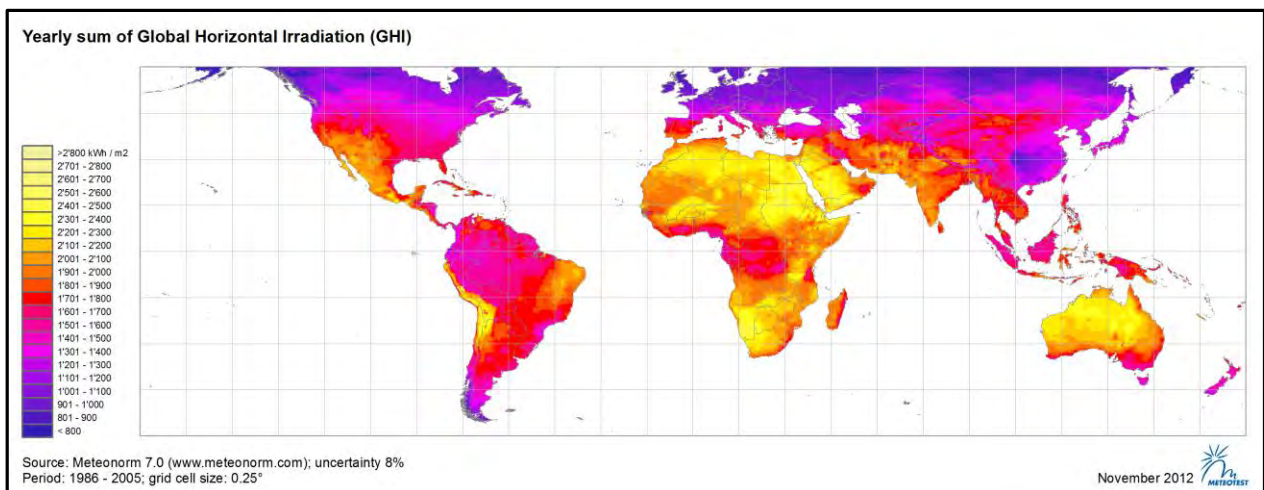 Yearly sum of Global Horizontal Irradiation (GHI)
>2'800 kWh / m2
2'701 - 2'800
2'601 - 2'700
2'501 - 2'600
2'401 - 2'500
2'301 - 2'400
2'201 - 2'300
2'101 - 2'200
2'001 - 2'100
1'901 - 2'000
1'801 - 1'900
1'701 - 1'800
1'601 - 1'700
1'501 - 1'600
1'401 - 1'500
1'301 - 1'400
1'201 - 1'300
1'101 - 1'200
1'001 - 1'100
901 - 1'000
801 - 900
< 800
Source: Meteonorm 7.0 (www.meteonorm.com); uncertainty 8%
Period: 1986 - 2005; grid cell size: 0.25°
November 2012
METEOTEST